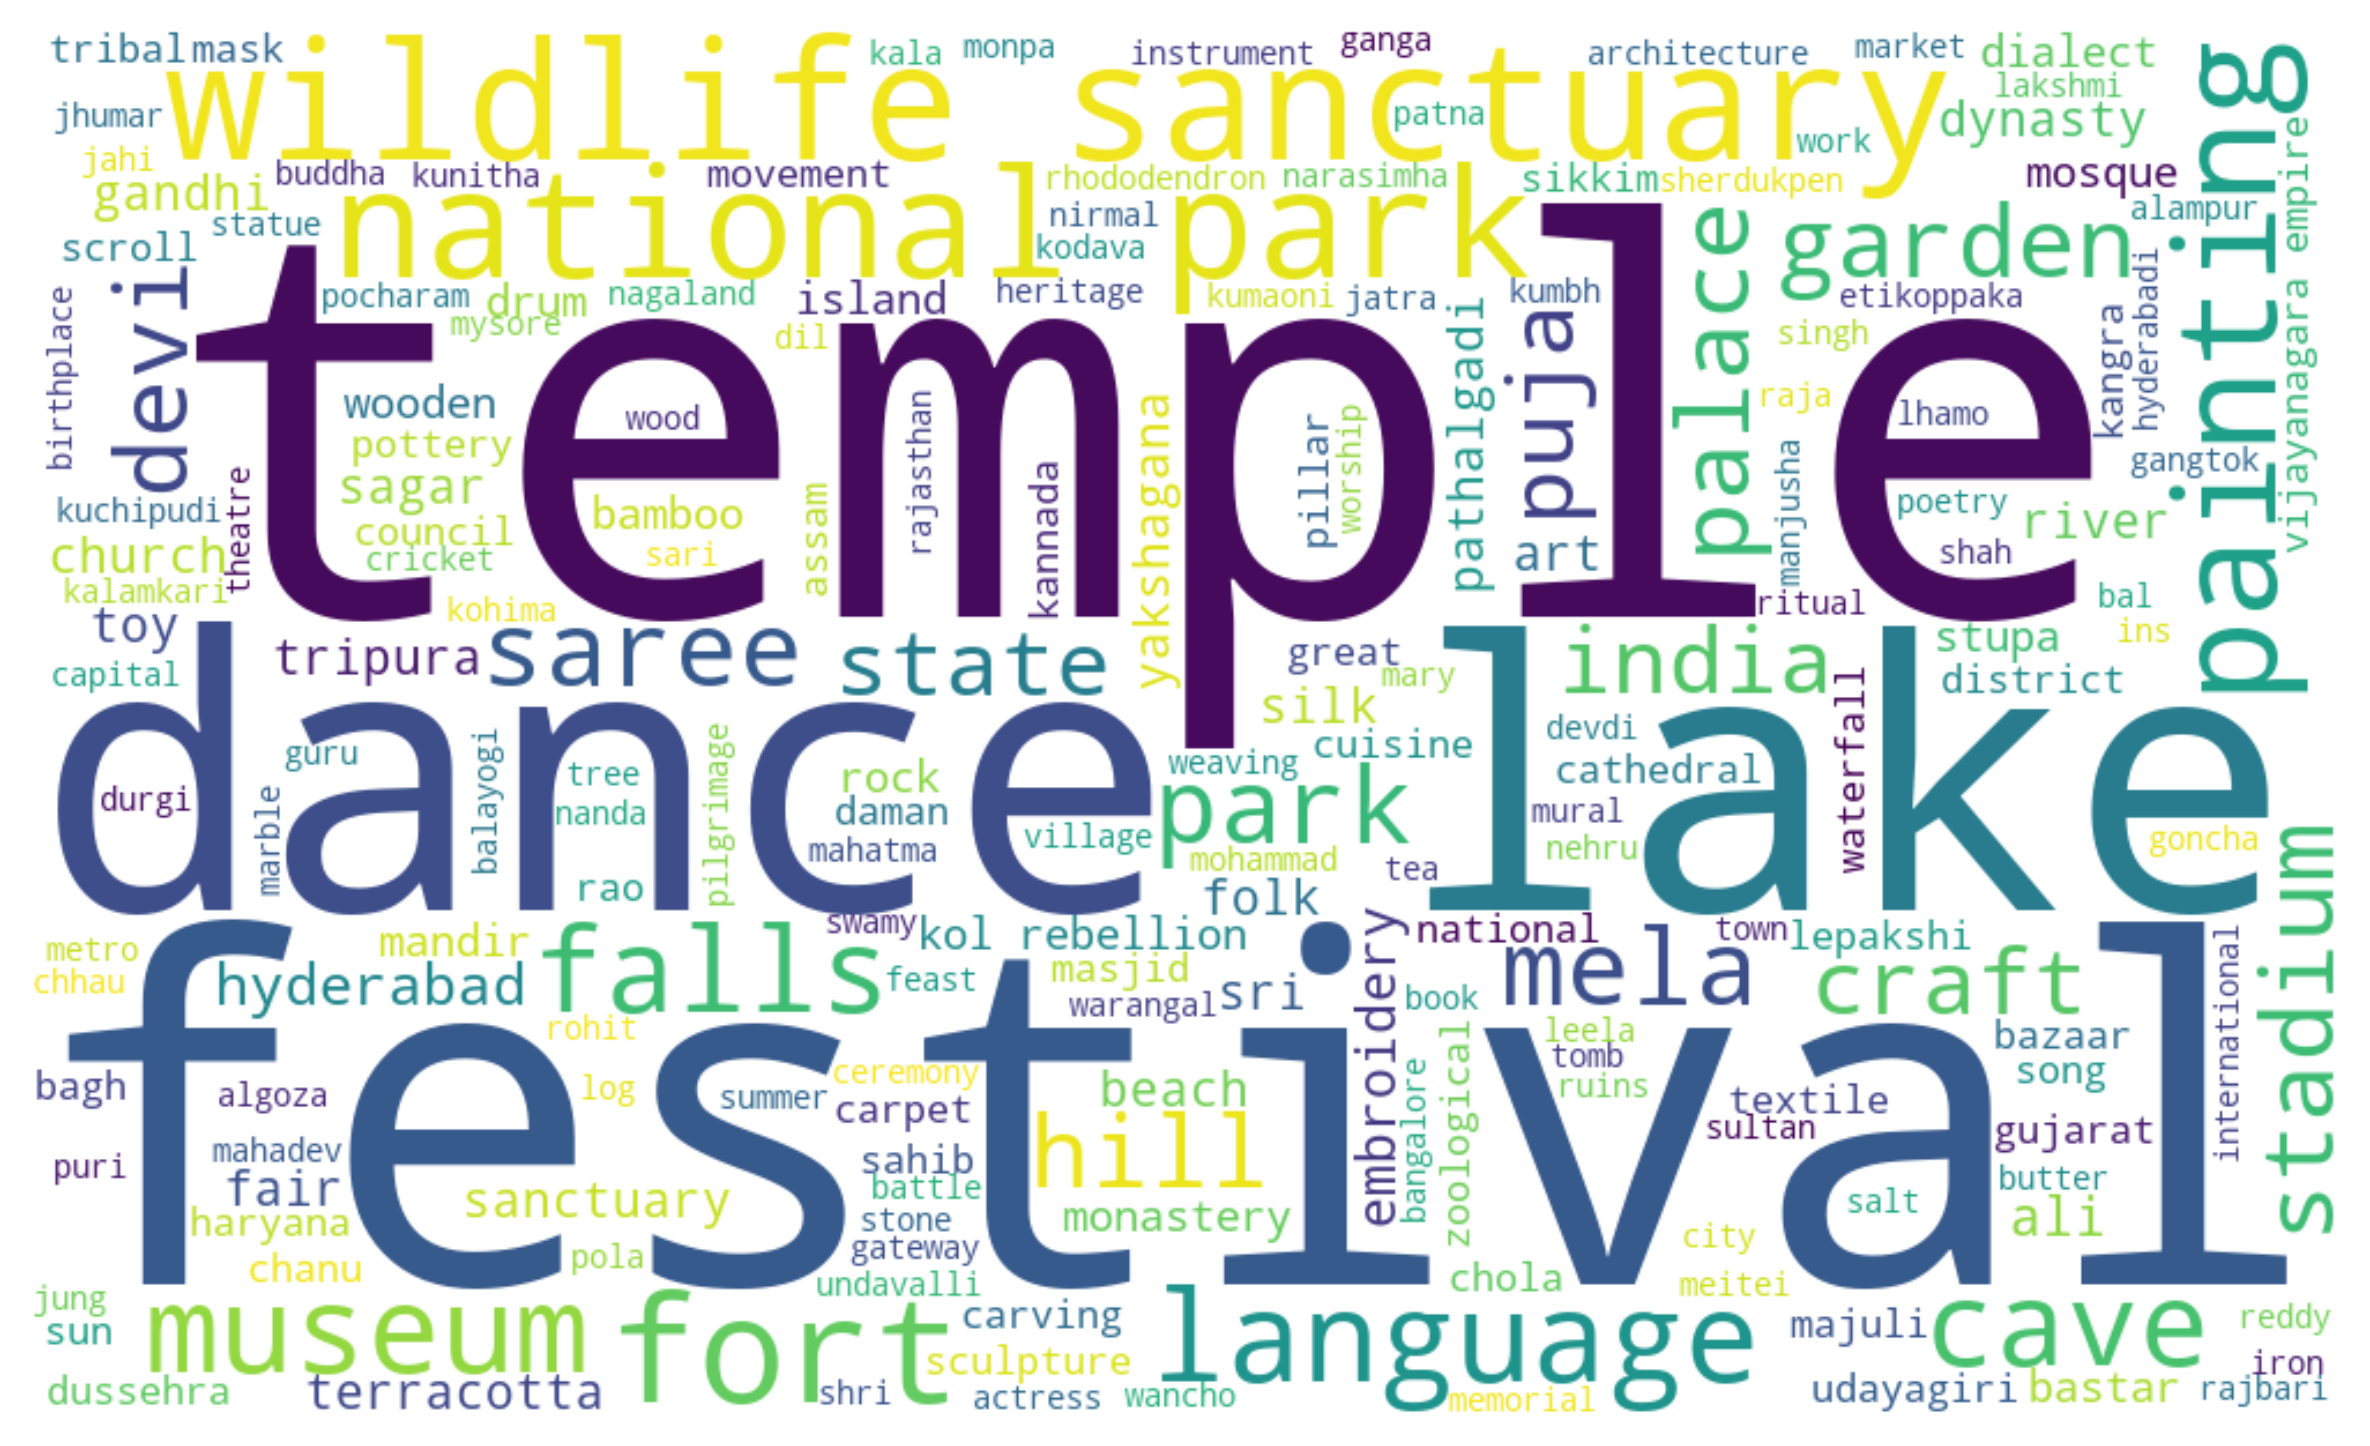 tribal mask kala monpa instrument ganga architecture market dialect
wildlife sanctuary
lakshmi
jhumar patna dynasty
work
jahi buddha kunitha movement rhododendron narasimha sikkim sherdukpen mosque
gandhi national park
statue nirmal alampur
scroll kodava palace garden painting
vijayanagara empire
devi pocharam drum nagaland island heritage kumaoni jatra kumbh etikoppaka
mysore dil singh
birthplace temple puja kangra hyderabadi
wooden wood rajasthan yakshagana pillar worship pathalgadi raja lhamo
pottery kannada manjusha gangtok
sagar assam poetry
kuchipudi theatre council bamboo river
church cricket sari art shah
kalamkari kohima ritual bal
toy ins
tripura saree state great india stupa
capital mary district
silk waterfall
dance lake
guru balayogi tree pilgrimage rock weaving cuisine devdi cathedral
durgi marble nanda daman village park mural
mahatma mohammad nehru goncha
rao tea stadium
folk
swamy kol rebellion embroidery national town lepakshi international
metro mandir falls mela
chhau hyderabad feast masjid sri book craft
warangal
festival
rohit zoological leela bazaar
bagh algoza log summer ceremony beach bangalore tomb song
carpet ruins textile
sultan gujarat
puri mahadev sahib hill
fair sanctuary battle butter
haryana stone monastery salt ali
chanu pola gateway city
undavalli chola meitei
jung museum fort carving language majuli cave reddy
sun sculpture iron
dussehra terracotta shri actress wancho memorial udayagiri bastar rajbari